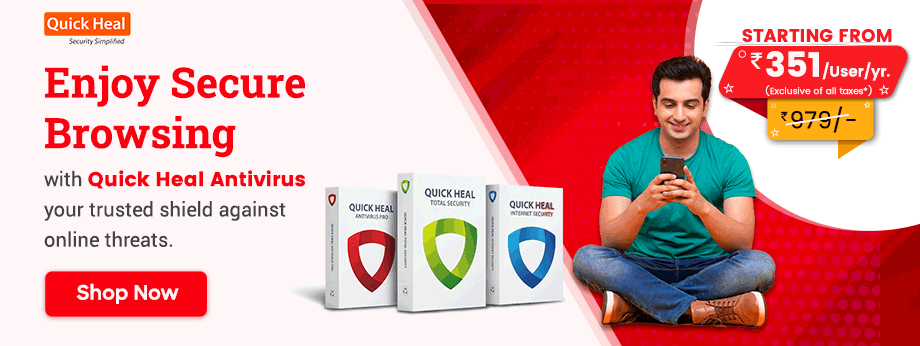 Quick Heal
Security Simplified
Enjoy Secure
Browsing
with Quick Heal Antivirus
your trusted shield against
online threats.
Shop Now
QUICK HEAL
ANTIVIRUS PRO
QUICK HEAL
TOTAL SECURITY
QUICK HEAL
INTERNET SECURITY
STARTING FROM
₹351/User/yr.
(Exclusive of all taxes*)
₹979/-